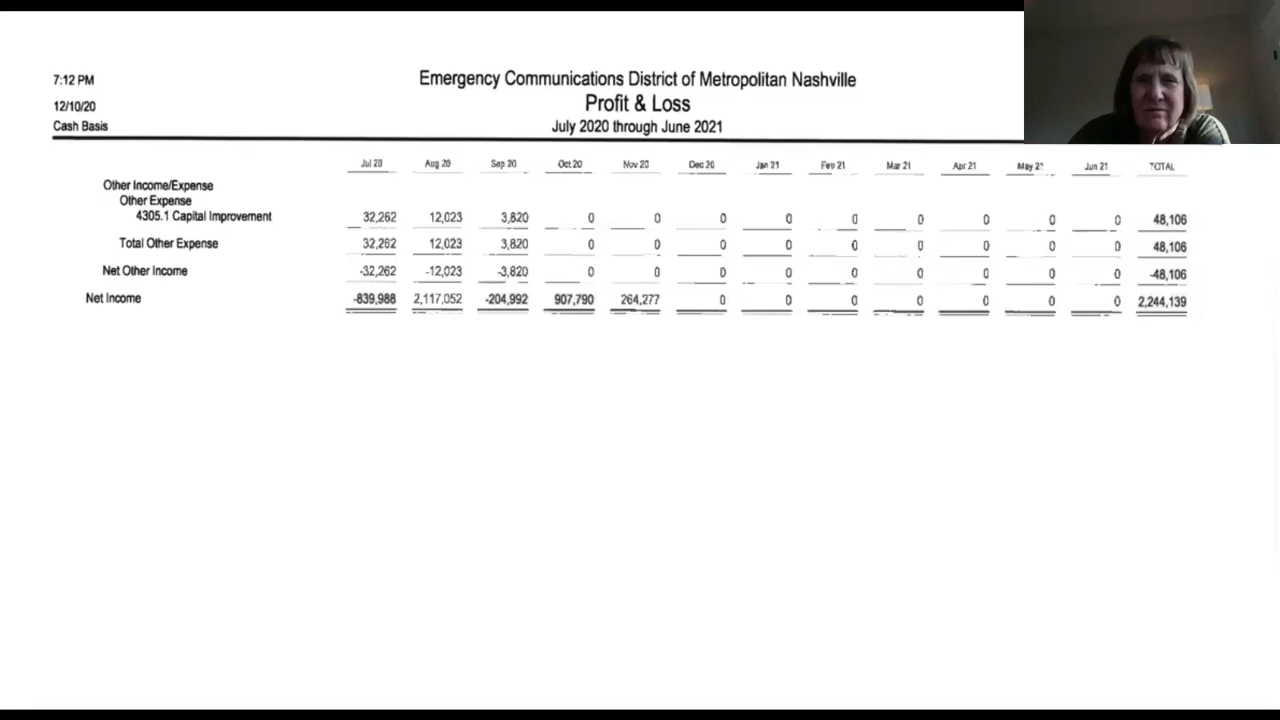 7:12 PM
12/10/20
Cash Basis
Emergency Communications District of Metropolitan Nashville
Profit & Loss
July 2020 through June 2021
Jul 20 Aug 20 Sep 20 Oct 20 Nov 20 Dec 20 Jan 21 Feb 21 Mar 21 Apr 21 May 21 Jun 21 TOTAL
Other Income/Expense
Other Expense
4305.1 Capital Improvement 32,262 12,023 3,820 0 0 0 0 0 0 0 0 0 48,106
Total Other Expense 32,262 12,023 3,820 0 0 0 0 0 0 0 0 0 48,106
Net Other Income -32,262 -12,023 -3,820 0 0 0 0 0 0 0 0 0 -48,106
Net Income -839,988 2,117,052 -204,992 907,790 264,277 0 0 0 0 0 0 0 2,244,139